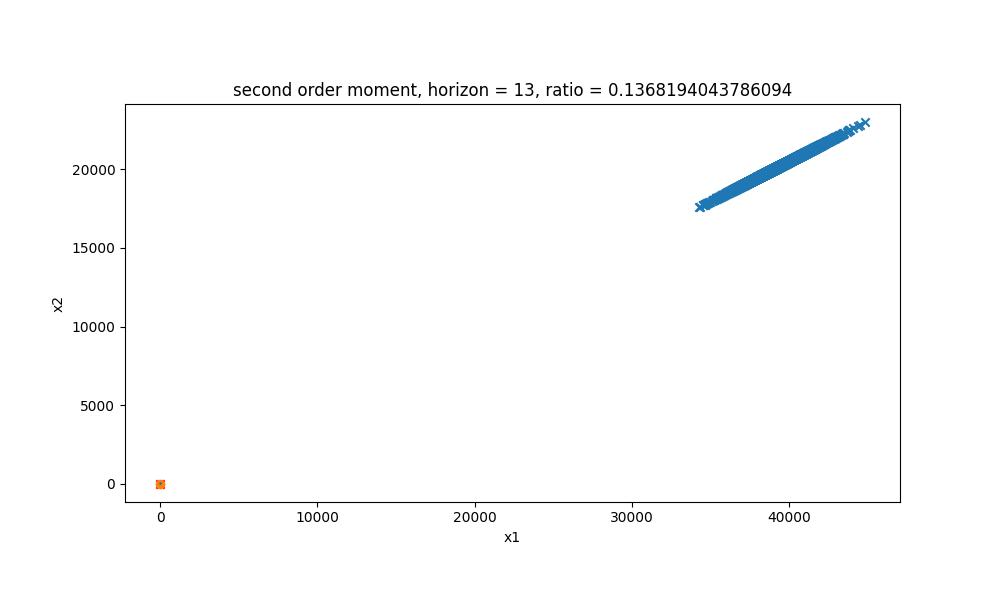 second order moment, horizon = 13, ratio = 0.1368194043786094
20000
15000
10000
5000
0
x2
0 10000 20000 30000 40000
x1